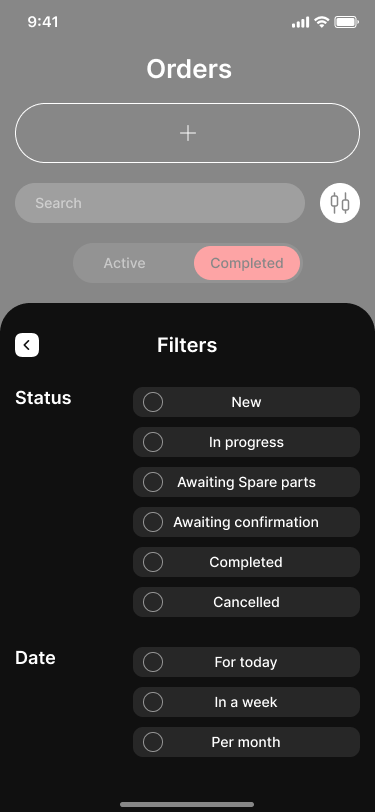 9:41
Orders
Search
Active
Completed
Filters
Status
New
In progress
Awaiting Spare parts
Awaiting confirmation
Completed
Cancelled
Date
For today
In a week
Per month